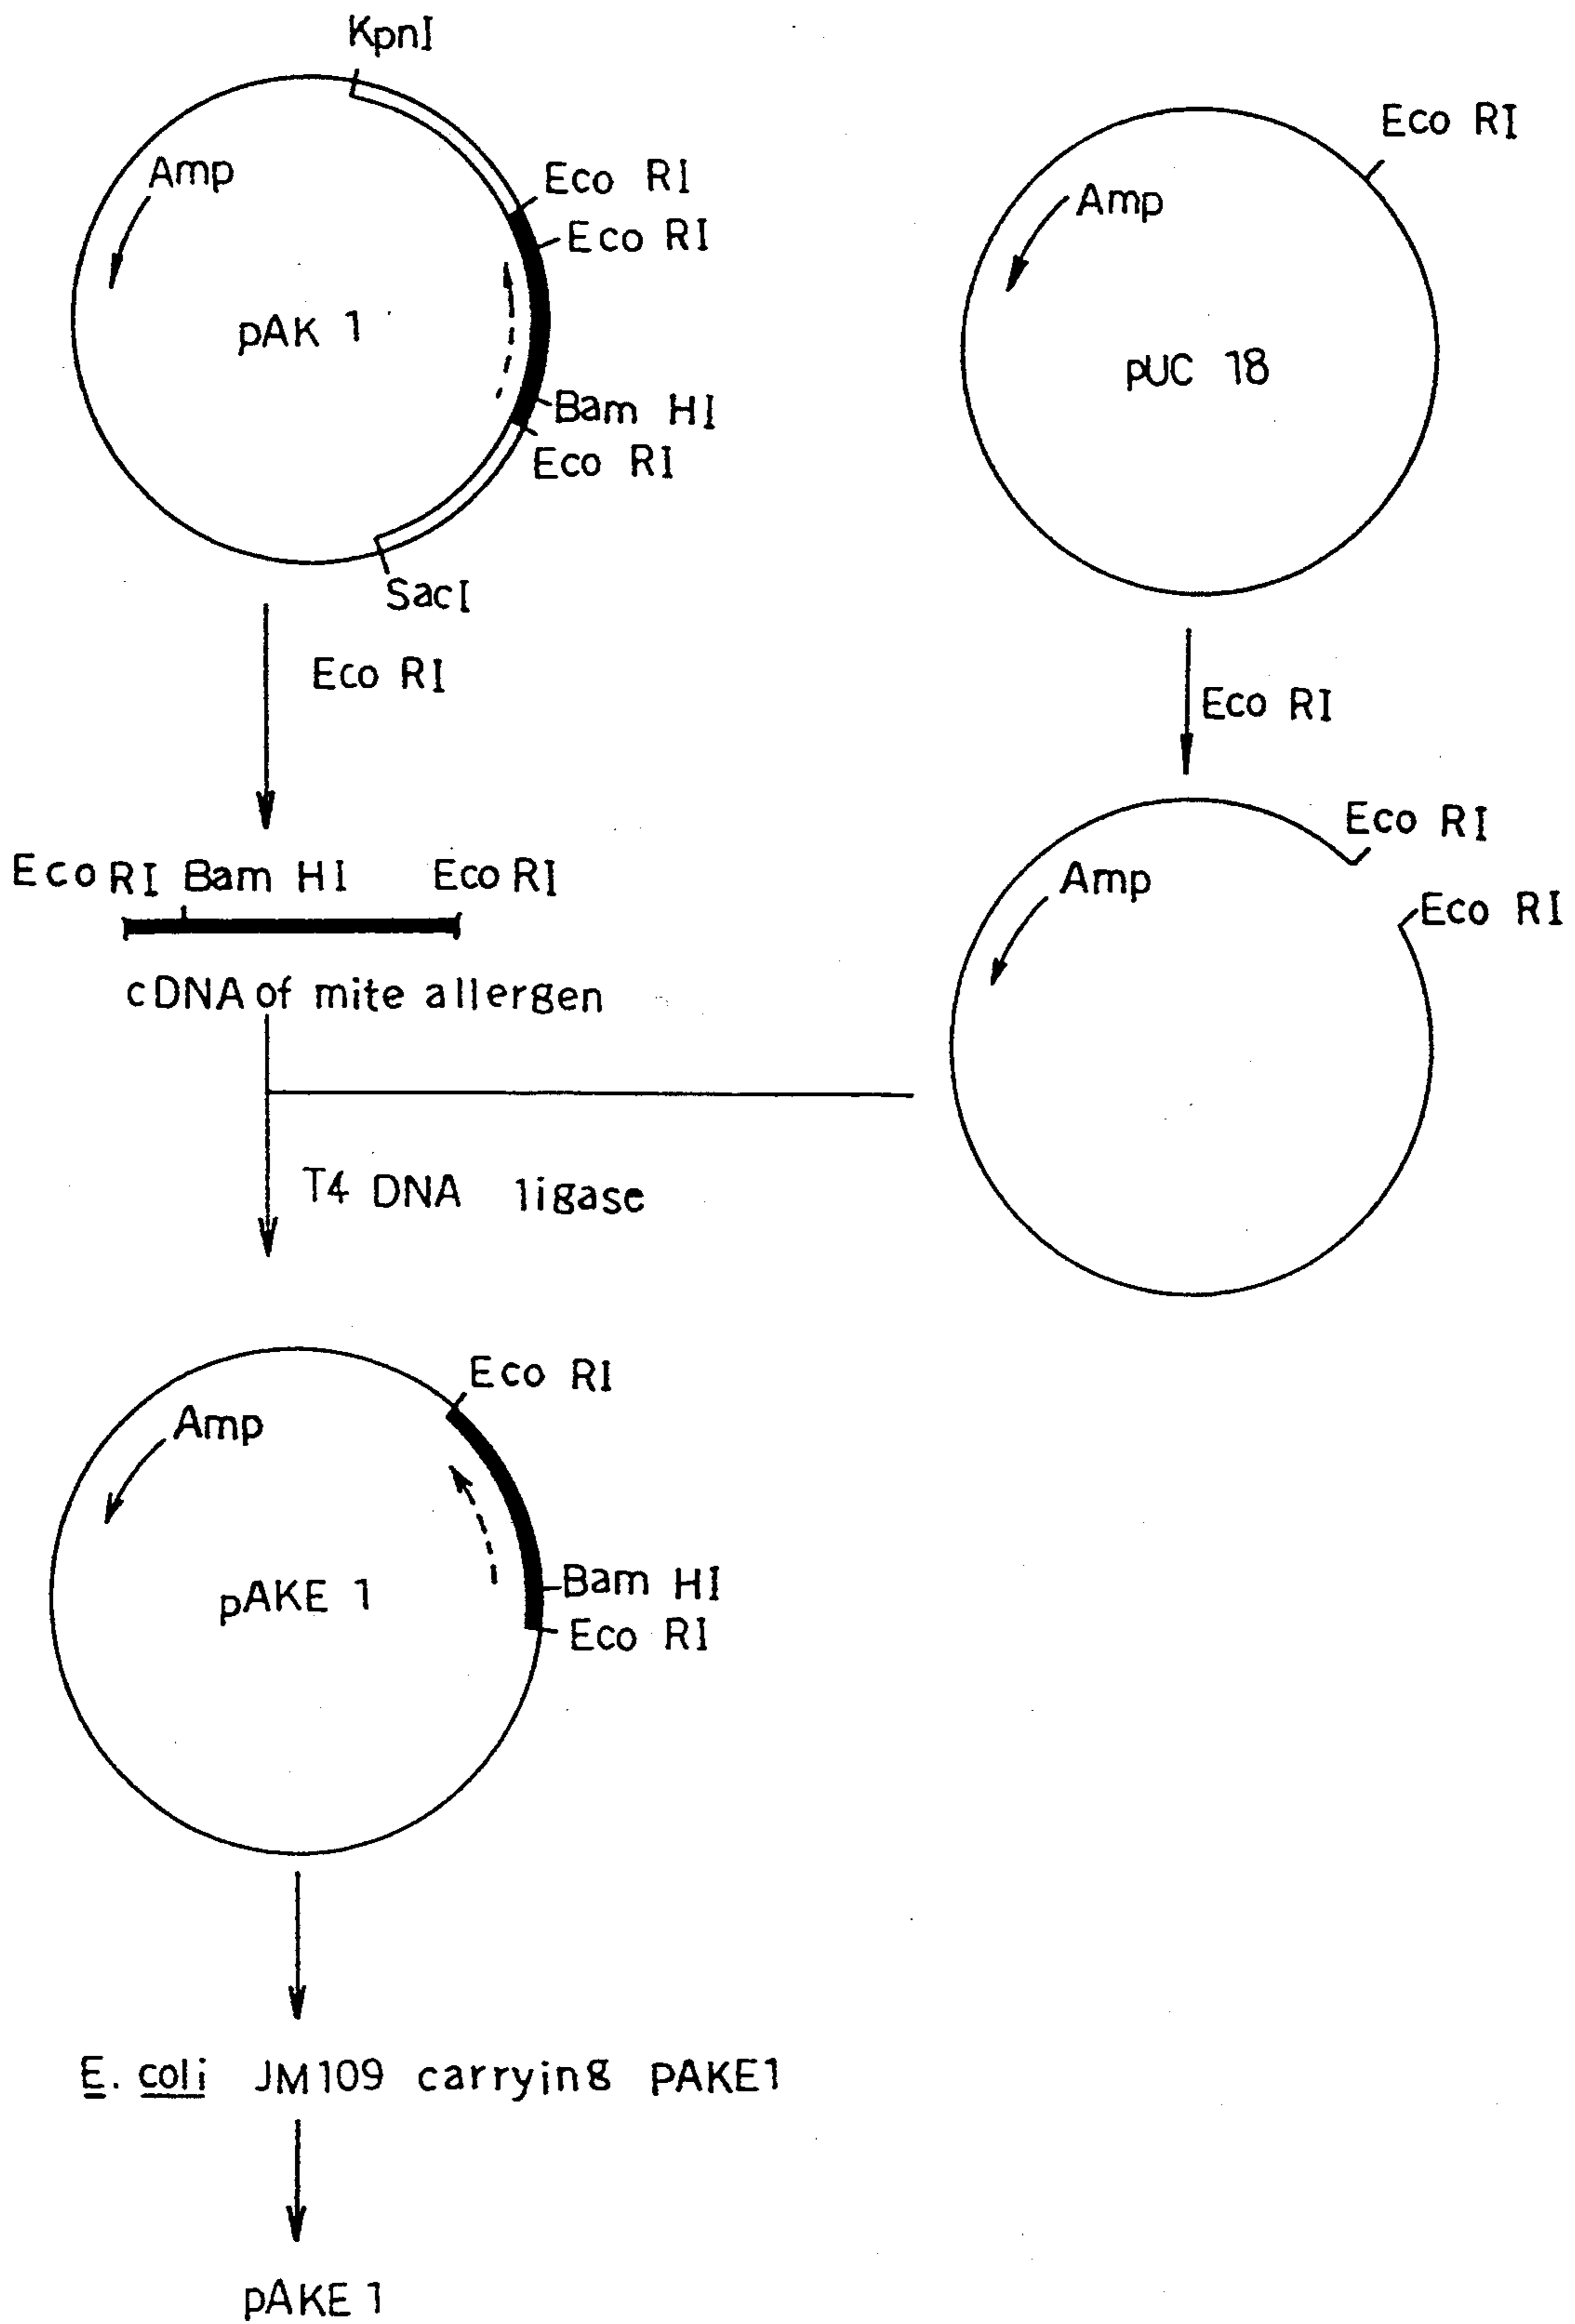 KpnI
Eco RI
Amp
Eco RI
Eco RI
Amp
pAK 1
pUC 18
Bam HI
Eco RI
SacI
Eco RI
Eco RI
Eco RI
Eco RI Bam HI Eco RI
Amp
Eco RI
cDNA of mite allergen
T4 DNA ligase
Eco RI
Amp
pAKE 1
Bam HI
Eco RI
E. coli JM109 carrying pAKE1
pAKE 1